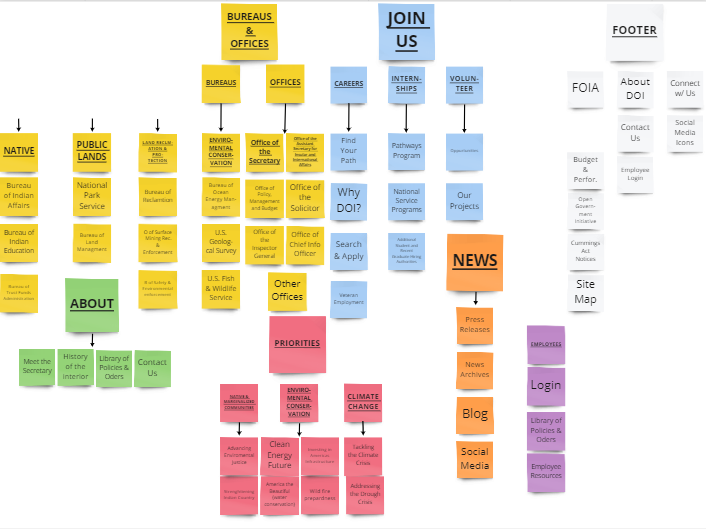 BUREAUS
&
OFFICES
JOIN
US
FOOTER
BUREAUS
OFFICES
CAREERS
INTERN-
SHIPS
VOLUN-
TEER
FOIA
About
DOI
Connect
w/ Us
NATIVE
PUBLIC
LANDS
LAND RECLM-
ATION &
PRO-
TECTION
ENVIRO-
MENTAL
CONSER-
VATION
Office of
the
Secretary
Office of the
Assistant
Secretary for
Insular and
International
Affairs
Find
Your
Path
Pathways
Program
Opportunities
Contact
Us
Social
Media
Icons
Bureau
of Indian
Affairs
National
Park
Service
Bureau of
Reclamtion
Bureau of
Ocean
Energy Man-
agment
Office of
Policy,
Management
and Budget
Office of
the
Solicitor
Why
DOI?
National
Service
Programs
Our
Projects
Budget
&
Perfor.
Employee
Login
Bureau of
Indian
Education
Bureau of
Land
Managment
O of Surface
Mining Rec.
&
Enforcement
U.S.
Geolog-
cal Survey
Office of
the
Inspector
General
Office of
Chief Info
Officer
Search
& Apply
Additional
Student and
Recent
Graduate Hiring
Authorities
NEWS
Open
Govern-
ment
Initiative
Cummings
Act
Notices
Bureau of
Trust Funds
Administration
ABOUT
B of Safety &
Enviromental
enforcement
U.S. Fish
& Wildlife
Service
Other
Offices
Veteran
Employment
Site
Map
PRIORITIES
Press
Releases
EMPLOYEES
Meet the
Secretary
History
of the
interior
Library of
Policies &
Oders
Contact
Us
News
Archives
Login
COMMUNITIES
ENVIRO-
MENTAL
CONSER-
VATION
CLIMATE
CHANGE
Blog
Library of
Policies &
Oders
Advancing
Enviromental
Justice
Clean
Energy
Future
Investing in
America's
Infrastructure
Tackling
the Climate
Crisis
Social
Media
Employee
Resources
Strengthening
Indian Country
America the
Beautiful
(water
conservation)
Wild fire
preparedness
Addressing
the Drough
Crisis